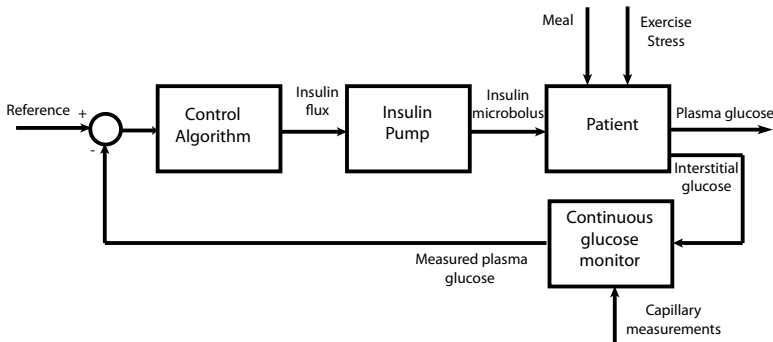 Meal
Exercise
Stress
Reference
+
-
Control
Algorithm
Insulin
flux
Insulin
Pump
Insulin
microbolus
Patient
Plasma glucose
Interstitial
glucose
Continuous
glucose
monitor
Measured plasma
glucose
Capillary
measurements